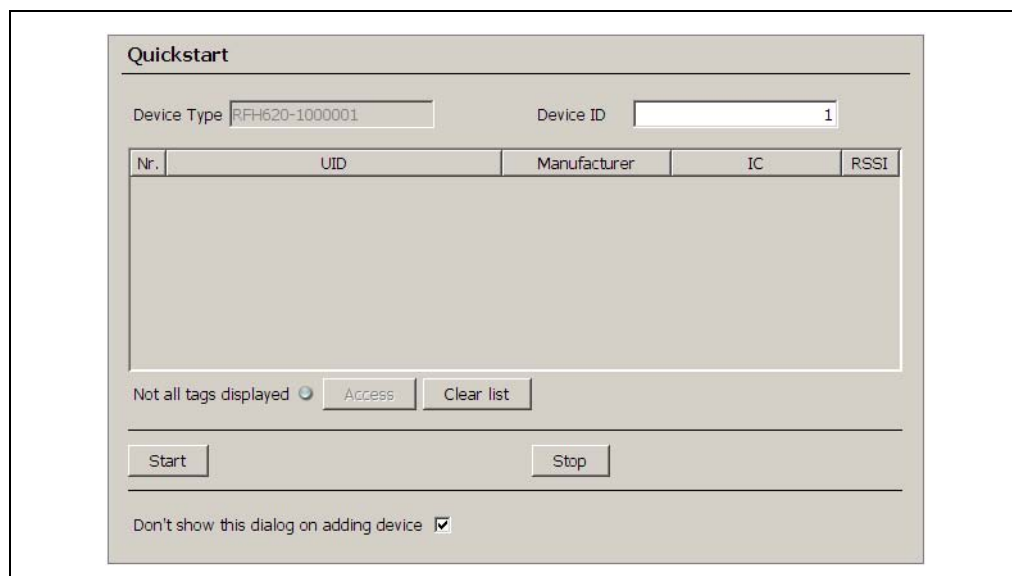 Quickstart
Device Type RFH620-1000001 Device ID 1
Nr. UID Manufacturer IC RSSI
Not all tags displayed Access Clear list
Start Stop
Don't show this dialog on adding device